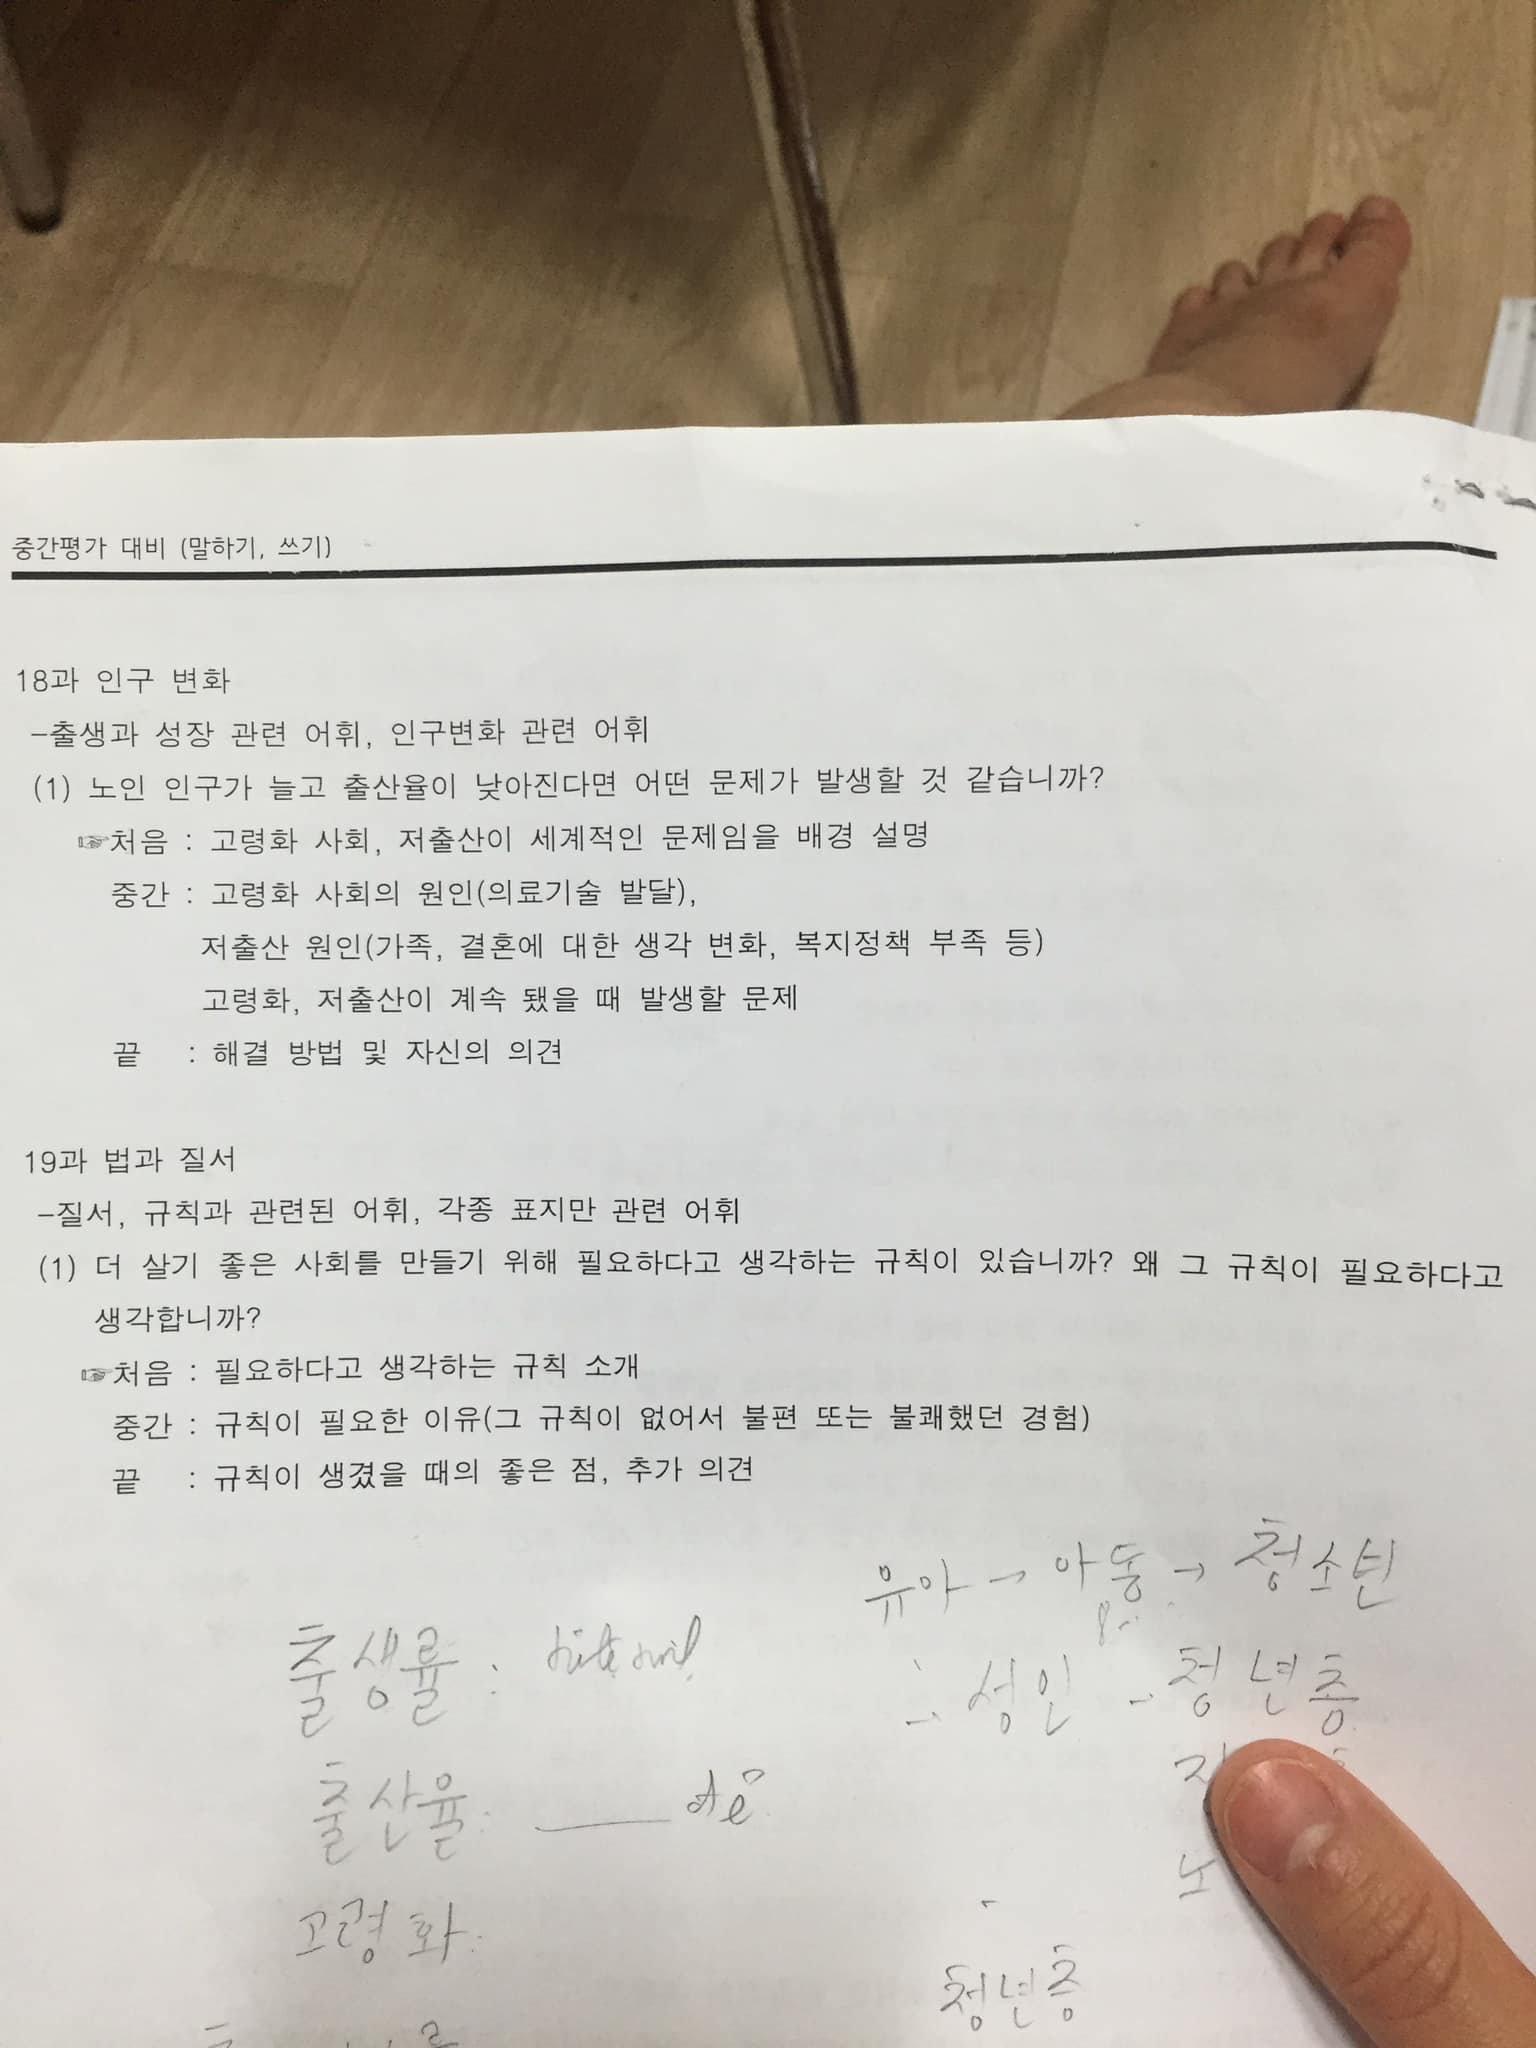 중간평가 대비 (말하기, 쓰기)
18과 인구 변화
-출생과 성장 관련 어휘, 인구변화 관련 어휘
(1) 노인 인구가 늘고 출산율이 낮아진다면 어떤 문제가 발생할 것 같습니까?
☞처음 : 고령화 사회, 저출산이 세계적인 문제임을 배경 설명
중간 : 고령화 사회의 원인(의료기술 발달),
저출산 원인(가족, 결혼에 대한 생각 변화, 복지정책 부족 등)
고령화, 저출산이 계속 됐을 때 발생할 문제
끝 : 해결 방법 및 자신의 의견
19과 법과 질서
-질서, 규칙과 관련된 어휘, 각종 표지만 관련 어휘
(1) 더 살기 좋은 사회를 만들기 위해 필요하다고 생각하는 규칙이 있습니까? 왜 그 규칙이 필요하다고
생각합니까?
☞처음 : 필요하다고 생각하는 규칙 소개
중간 : 규칙이 필요한 이유(그 규칙이 없어서 불편 또는 불쾌했던 경험)
끝 : 규칙이 생겼을 때의 좋은 점, 추가 의견
유아 → 아동 → 청소년
출생률 :
→ 성인 - 청년층
출산율 : đẻ
고령화 :
청년층